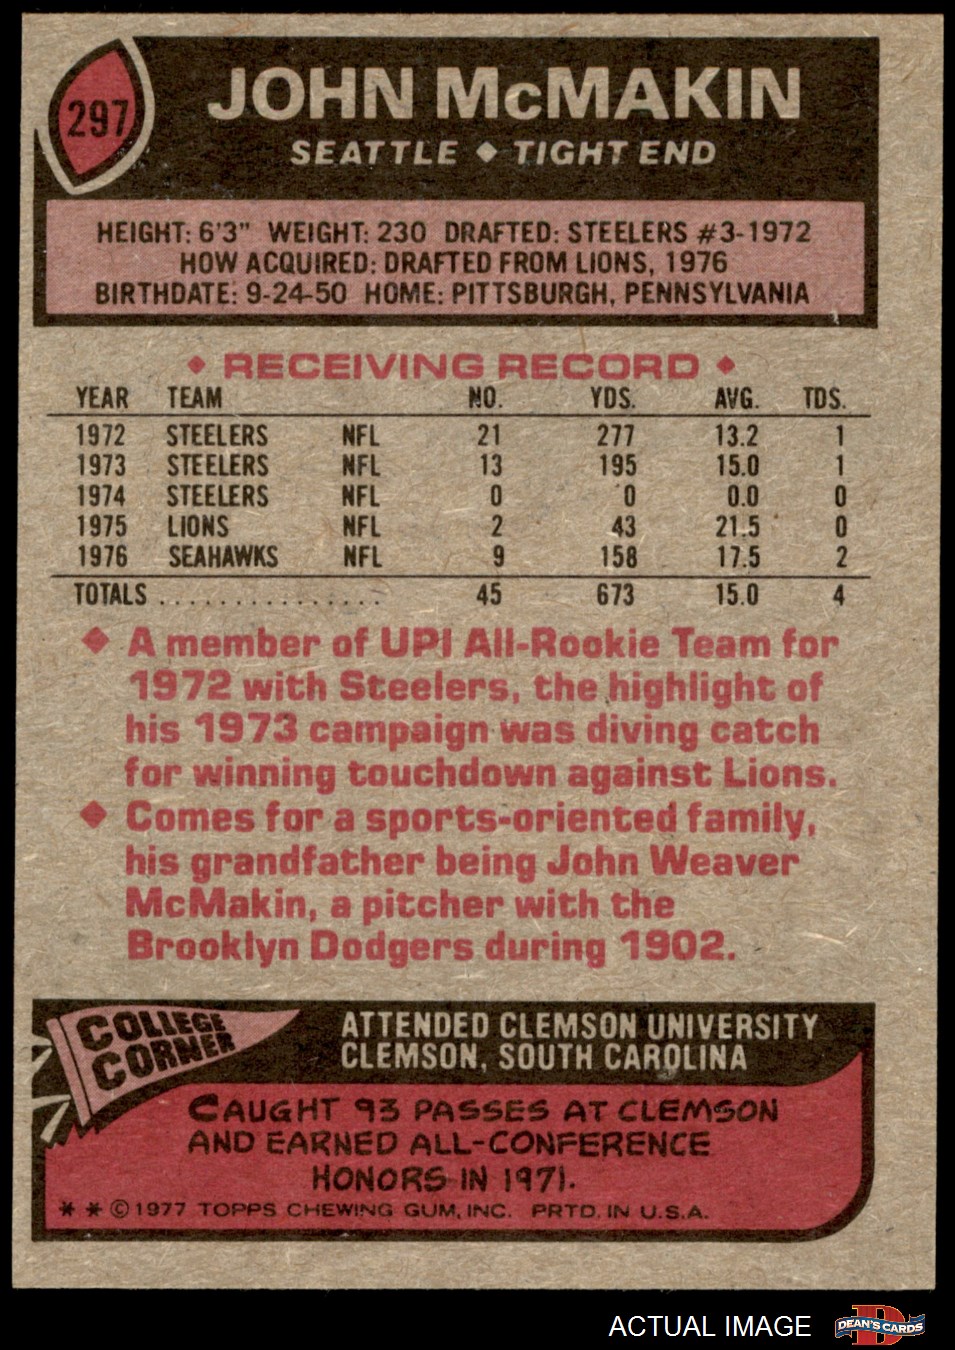 297
JOHN McMAKIN
SEATTLE ◆ TIGHT END
HEIGHT: 6'3" WEIGHT: 230 DRAFTED: STEELERS #3-1972
HOW ACQUIRED: DRAFTED FROM LIONS, 1976
BIRTHDATE: 9-24-50 HOME: PITTSBURGH, PENNSYLVANIA
◆ RECEIVING RECORD ◆
YEAR TEAM NO. YDS. AVG. TDS.
1972 STEELERS NFL 21 277 13.2 1
1973 STEELERS NFL 13 195 15.0 1
1974 STEELERS NFL 0 0 0.0 0
1975 LIONS NFL 2 43 21.5 0
1976 SEAHAWKS NFL 9 158 17.5 2
TOTALS . . . . . . . . . . . . . . . 45 673 15.0 4
◆ A member of UPI All-Rookie Team for
1972 with Steelers, the highlight of
his 1973 campaign was diving catch
for winning touchdown against Lions.
◆ Comes for a sports-oriented family,
his grandfather being John Weaver
McMakin, a pitcher with the
Brooklyn Dodgers during 1902.
COLLEGE
CORNER
ATTENDED CLEMSON UNIVERSITY
CLEMSON, SOUTH CAROLINA
CAUGHT 93 PASSES AT CLEMSON
AND EARNED ALL-CONFERENCE
HONORS IN 1971.
* * © 1977 TOPPS CHEWING GUM, INC. PRTD. IN U.S.A.
ACTUAL IMAGE
D
DEAN'S CARDS